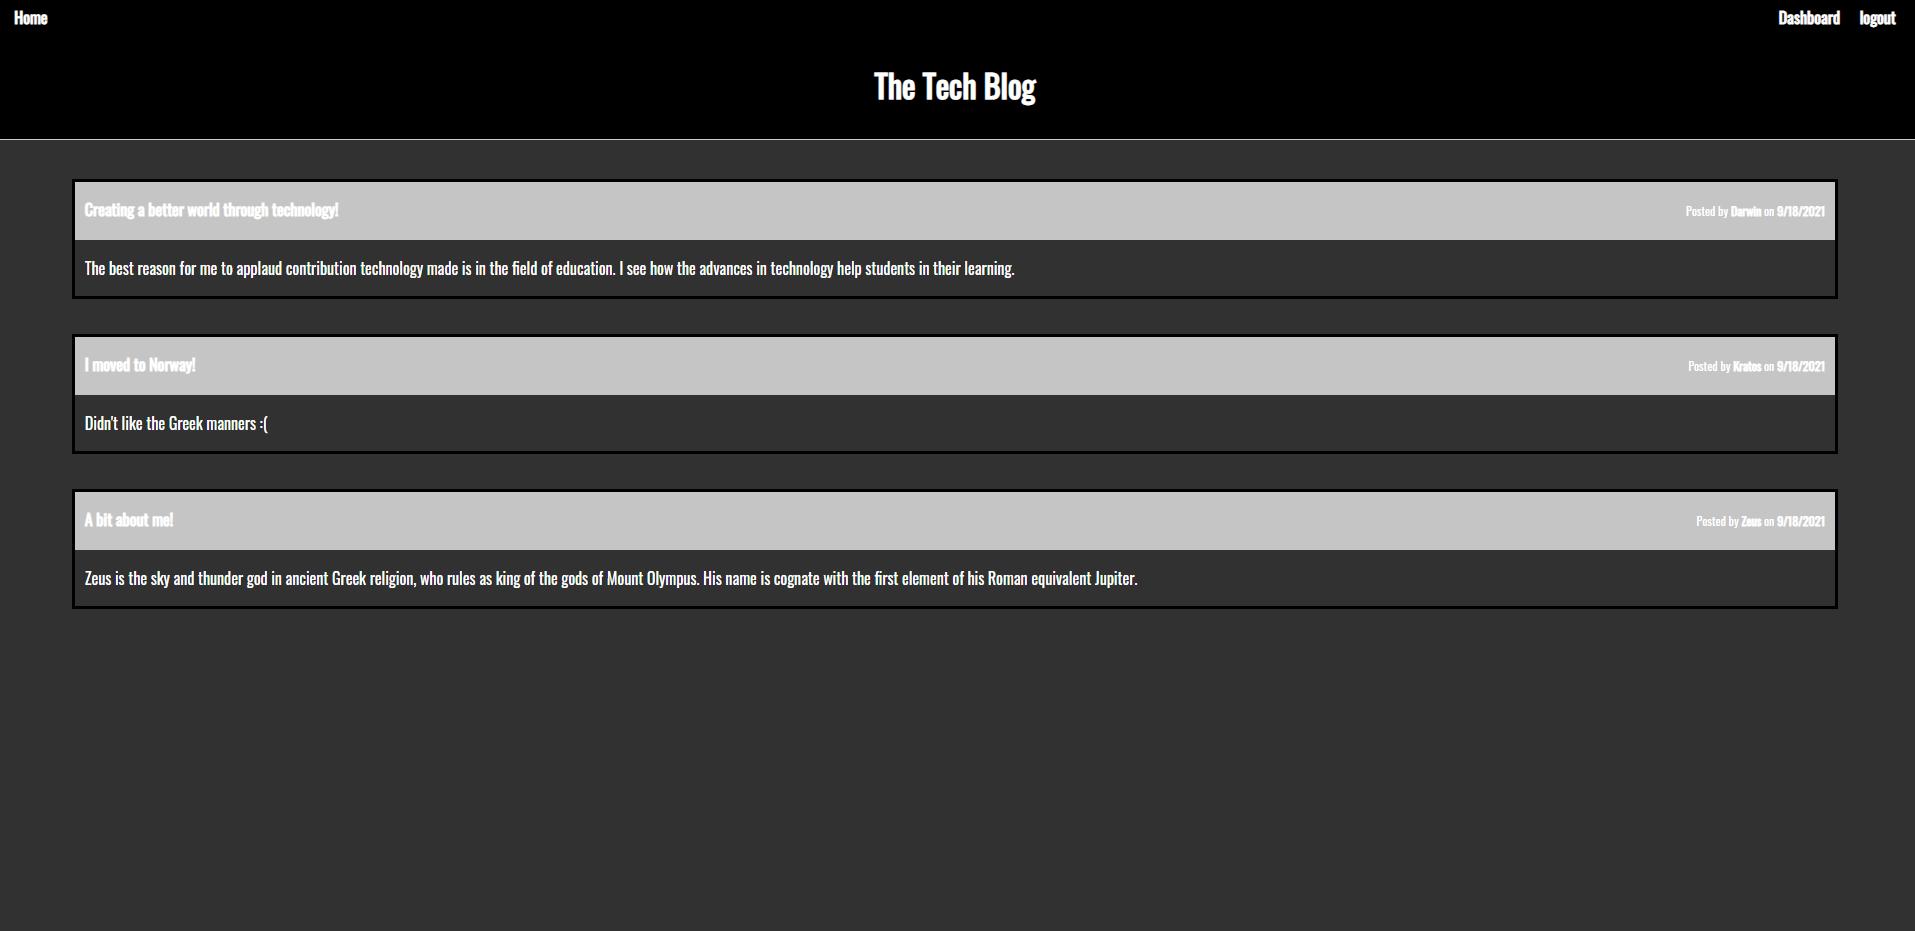 Home Dashboard logout
The Tech Blog
Creating a better world through technology! Posted by Darwin on 9/18/2021
The best reason for me to applaud contribution technology made is in the field of education. I see how the advances in technology help students in their learning.
I moved to Norway! Posted by Kratos on 9/18/2021
Didn't like the Greek manners :(
A bit about me! Posted by Zeus on 9/18/2021
Zeus is the sky and thunder god in ancient Greek religion, who rules as king of the gods of Mount Olympus. His name is cognate with the first element of his Roman equivalent Jupiter.